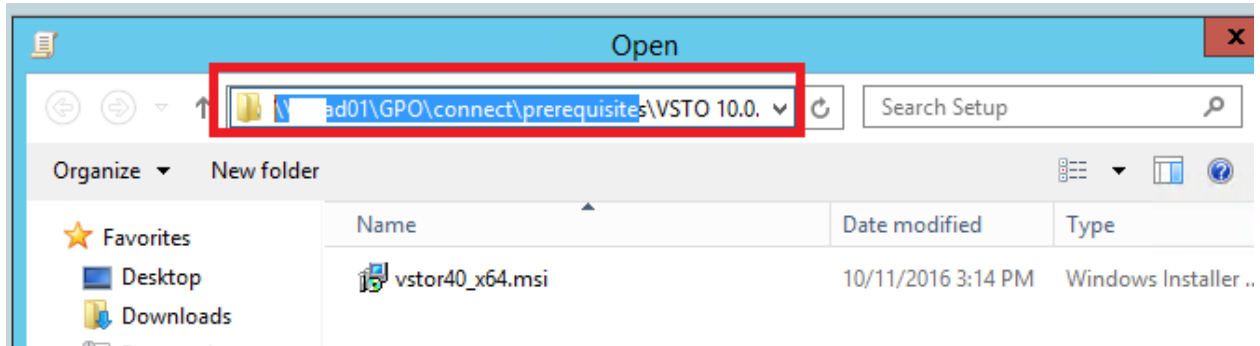 Open
x
ad01\GPO\connect\prerequisites\VSTO 10.0.
Search Setup
Organize
New folder
Name
Date modified
Type
Favorites
vstor40_x64.msi
10/11/2016 3:14 PM
Windows Installer ..
Desktop
Downloads